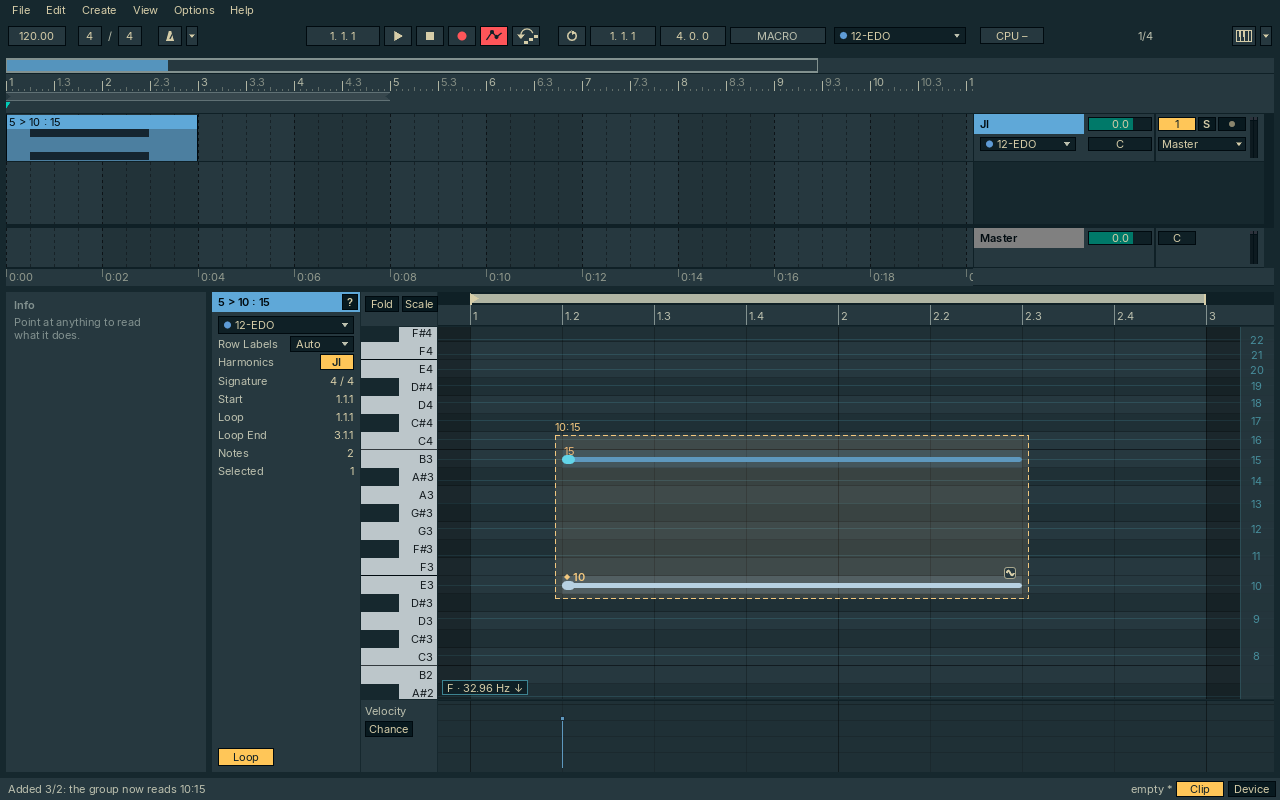 File Edit Create View Options Help
120.00 4 / 4 1. 1. 1 1. 1. 1 4. 0. 0 MACRO 12-EDO CPU – 1/4
1 1.3 2 2.3 3 3.3 4 4.3 5 5.3 6 6.3 7 7.3 8 8.3 9 9.3 10 10.3 1
5 > 10 : 15
JI 0.0 1 S
12-EDO C Master
Master 0.0 C
0:00 0:02 0:04 0:06 0:08 0:10 0:12 0:14 0:16 0:18
Info
Point at anything to read
what it does.
5 > 10 : 15 ?
12-EDO
Row Labels Auto
Harmonics JI
Signature 4 / 4
Start 1.1.1
Loop 1.1.1
Loop End 3.1.1
Notes 2
Selected 1
Loop
Fold Scale
1 1.2 1.3 1.4 2 2.2 2.3 2.4 3
F#4
F4
E4
D#4
D4
C#4
C4
B3
A#3
A3
G#3
G3
F#3
F3
E3
D#3
D3
C#3
C3
B2
A#2
10:15
15
10
F · 32.96 Hz ↓
22
21
20
19
18
17
16
15
14
13
12
11
10
9
8
Velocity
Chance
Added 3/2: the group now reads 10:15
empty * Clip Device